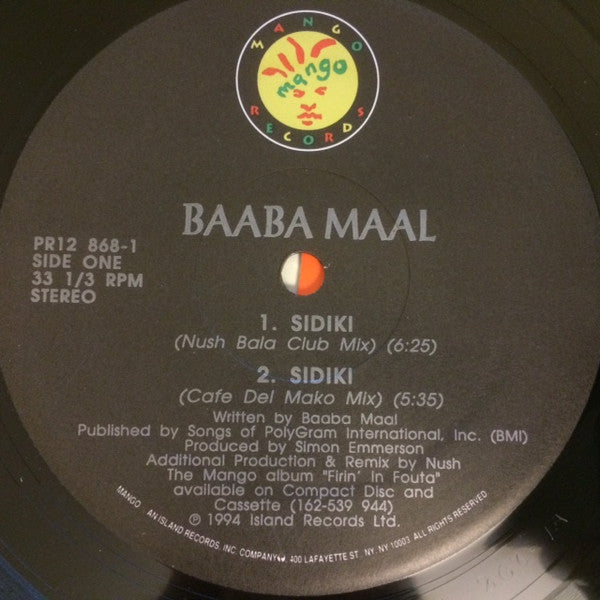 MANGO
mango
RECORDS
BAABA MAAL
PR12 868-1
SIDE ONE
33 1/3 RPM
STEREO
1. SIDIKI
(Nush Bala Club Mix) (6:25)
2. SIDIKI
(Cafe Del Mako Mix) (5:35)
Written by Baaba Maal
Published by Songs of PolyGram International, Inc. (BMI)
Produced by Simon Emmerson
Additional Production & Remix by Nush
The Mango album "Firin' in Fouta"
available on Compact Disc and
Cassette (162-539 944)
℗ 1994 Island Records Ltd.
MANGO AN ISLAND RECORDS, INC. COMPANY, 400 LAFAYETTE ST. NY, NY 10003. ALL RIGHTS RESERVED.